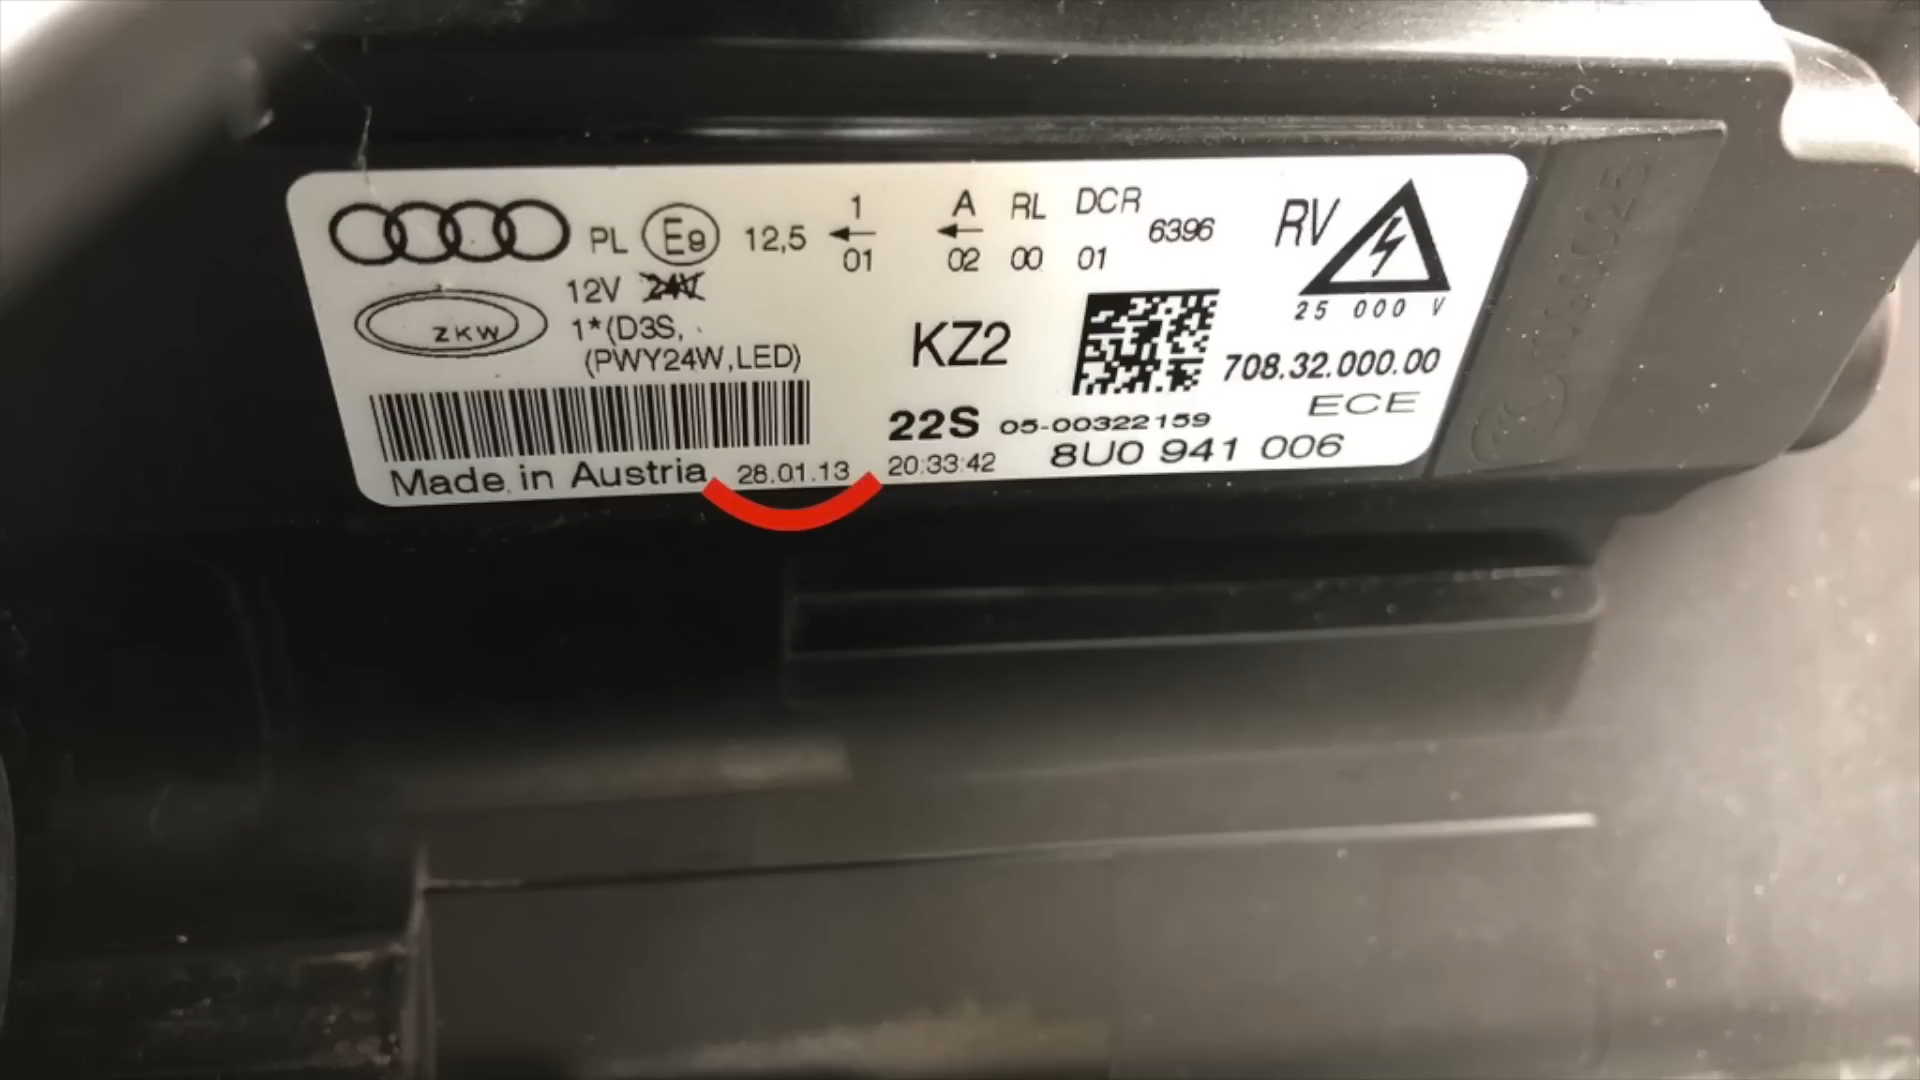 PL E9 12,5 1 01 A 02 RL 00 DCR 01 6396 RV
12V 24V
25 000 V
ZKW 1*(D3S,
(PWY24W,LED)
KZ2
708.32.000.00
ECE
22S 05-00322159
Made in Austria 28.01.13 20:33:42 8U0 941 006